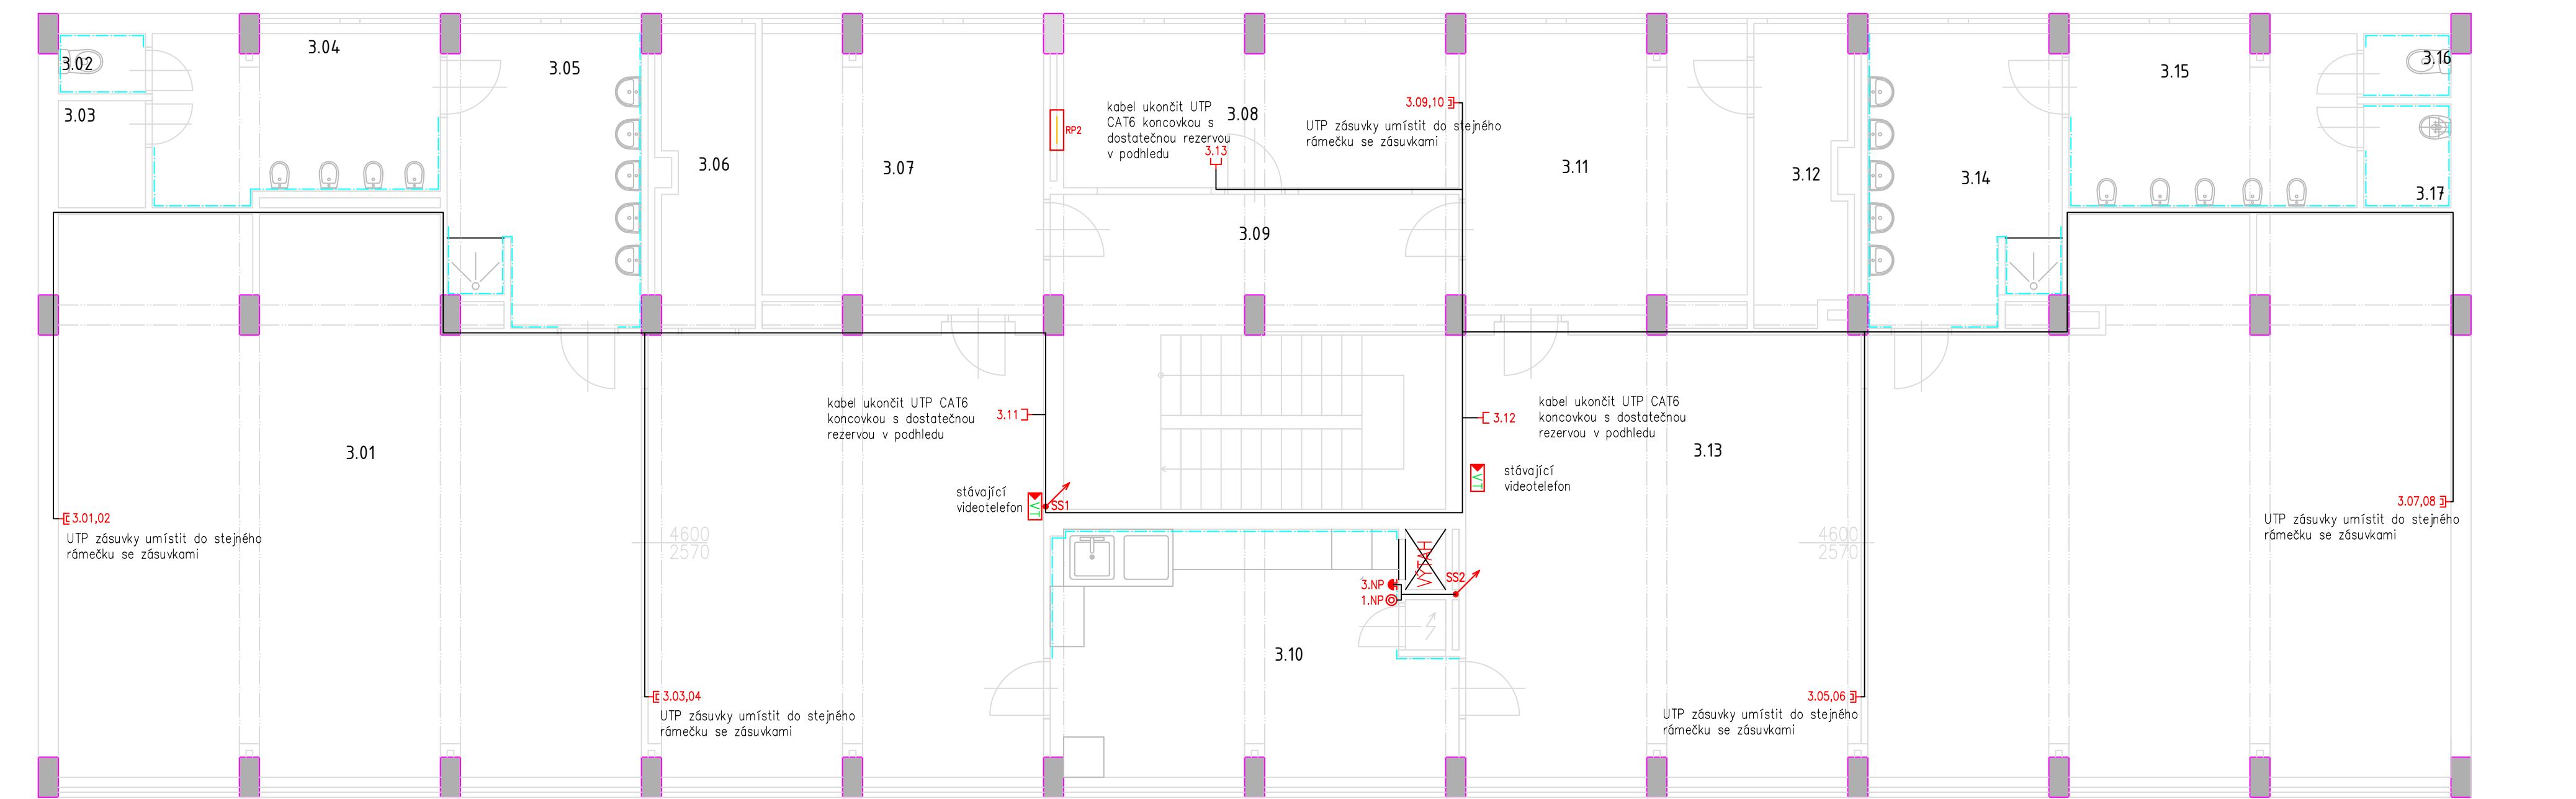 3.02
3.03
3.04
3.05
3.06
3.07
RP2
kabel ukončit UTP
CAT6 koncovkou s
dostatečnou rezervou
v podhledu
3.13
3.08
3.09
3.09,10
UTP zásuvky umístit do stejného
rámečku se zásuvkami
3.11
3.12
3.14
3.15
3.16
3.17
3.01
3.01,02
UTP zásuvky umístit do stejného
rámečku se zásuvkami
4600
2570
3.03,04
UTP zásuvky umístit do stejného
rámečku se zásuvkami
kabel ukončit UTP CAT6
koncovkou s dostatečnou
rezervou v podhledu
3.11
stávající
videotelefon
VT
SS1
3.12
kabel ukončit UTP CAT6
koncovkou s dostatečnou
rezervou v podhledu
VT
stávající
videotelefon
3.13
VÝTAH
SS2
3.NP
1.NP
3.10
4600
2570
3.05,06
UTP zásuvky umístit do stejného
rámečku se zásuvkami
3.07,08
UTP zásuvky umístit do stejného
rámečku se zásuvkami